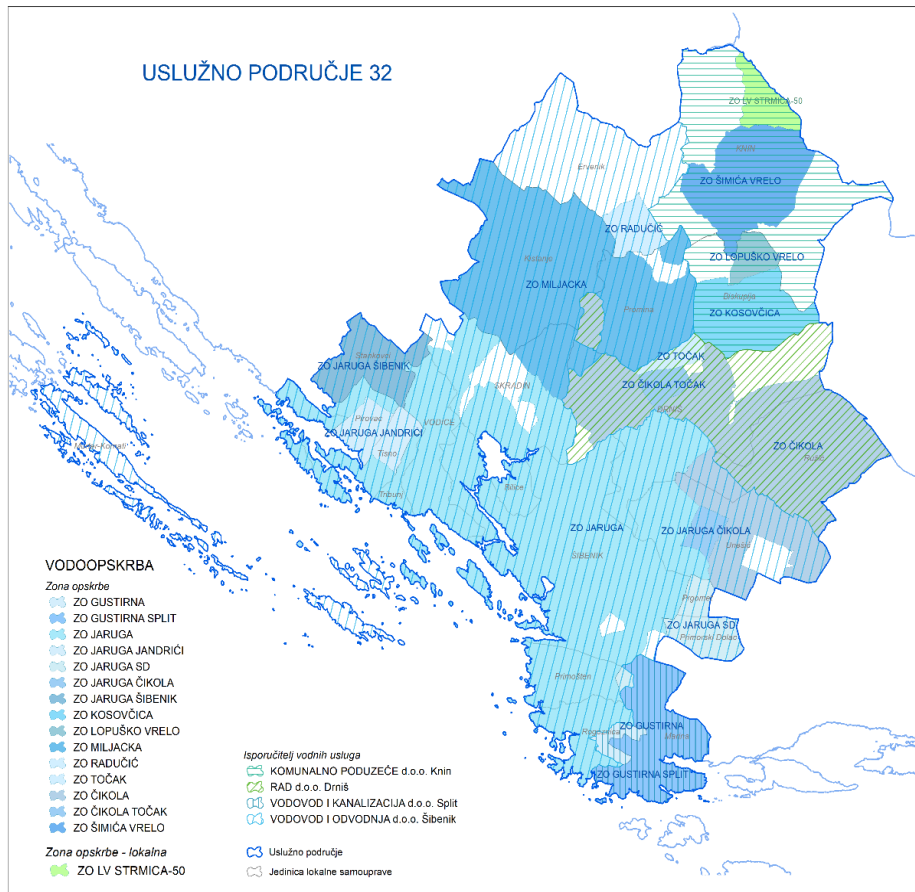 USLUŽNO PODRUČJE 32
ZO LV STRMICA-50
KNIN
Ervenik
ZO ŠIMIĆA VRELO
ZO RADUČIĆ
ZO LOPUŠKO VRELO
Kistanje
ZO MILJACKA
Biskupija
Promina
ZO KOSOVČICA
Stankovci
ZO JARUGA ŠIBENIK
ZO TOČAK
SKRADIN
ZO ČIKOLA TOČAK
DRNIŠ
Pirovac
VODICE
ZO JARUGA JANDRIĆI
ZO ČIKOLA
Ružić
Tisno
Tribunj
Bilice
ZO JARUGA
ZO JARUGA ČIKOLA
ŠIBENIK
Unešić
Prgomet
ZO JARUGA SD
Primorski Dolac
Primošten
ZO GUSTIRNA
Marina
Rogoznica
ZO GUSTIRNA SPLIT
VODOOPSKRBA
Zona opskrbe
ZO GUSTIRNA
ZO GUSTIRNA SPLIT
ZO JARUGA
ZO JARUGA JANDRIĆI
ZO JARUGA SD
ZO JARUGA ČIKOLA
ZO JARUGA ŠIBENIK
ZO KOSOVČICA
ZO LOPUŠKO VRELO
ZO MILJACKA
ZO RADUČIĆ
ZO TOČAK
ZO ČIKOLA
ZO ČIKOLA TOČAK
ZO ŠIMIĆA VRELO
Zona opskrbe - lokalna
ZO LV STRMICA-50
Isporučitelj vodnih usluga
KOMUNALNO PODUZEĆE d.o.o. Knin
RAD d.o.o. Drniš
VODOVOD I KANALIZACIJA d.o.o. Split
VODOVOD I ODVODNJA d.o.o. Šibenik
Uslužno područje
Jedinica lokalne samouprave